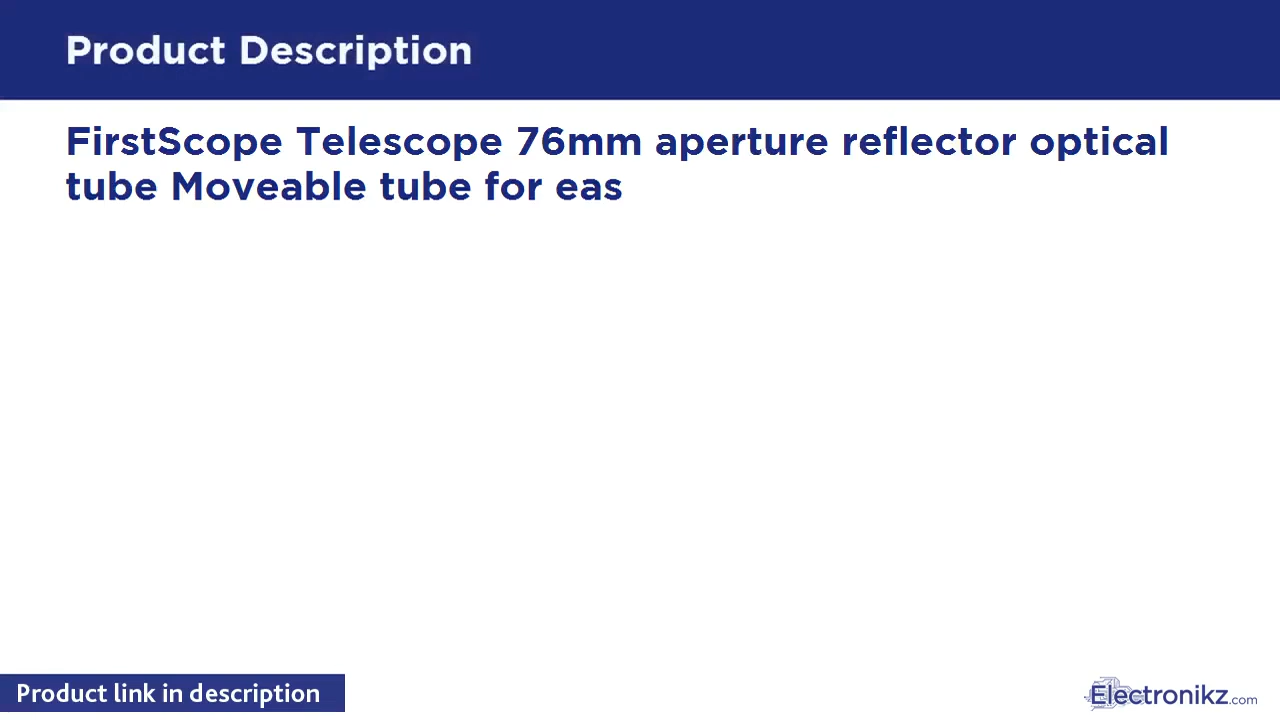 Product Description
FirstScope Telescope 76mm aperture reflector optical
tube Moveable tube for eas
Product link in description
Electronikz.com